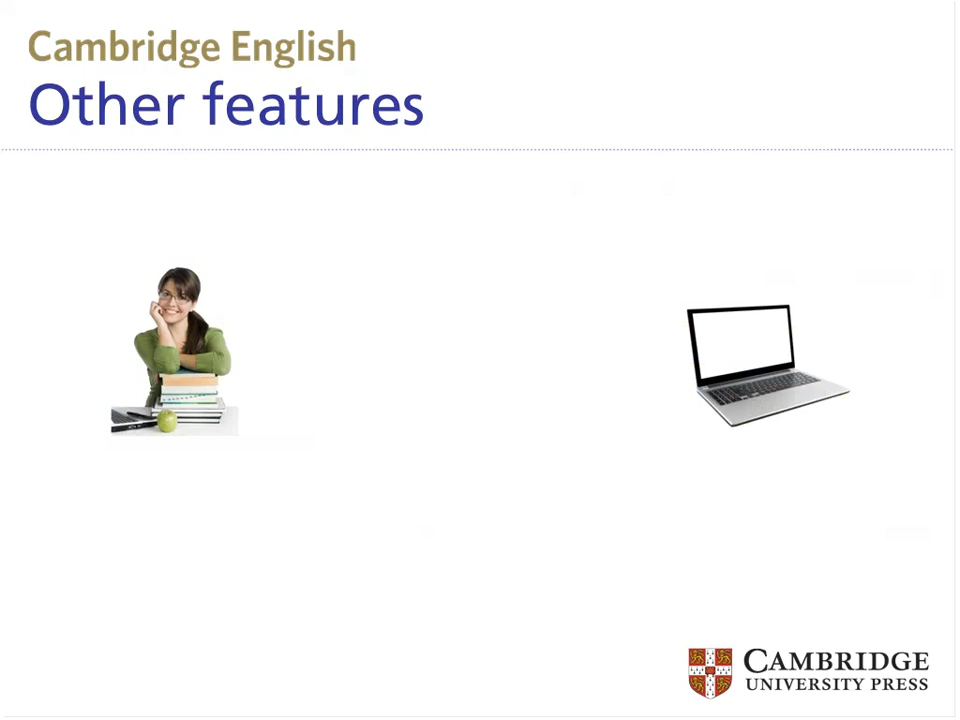 Cambridge English
Other features
CAMBRIDGE
UNIVERSITY PRESS